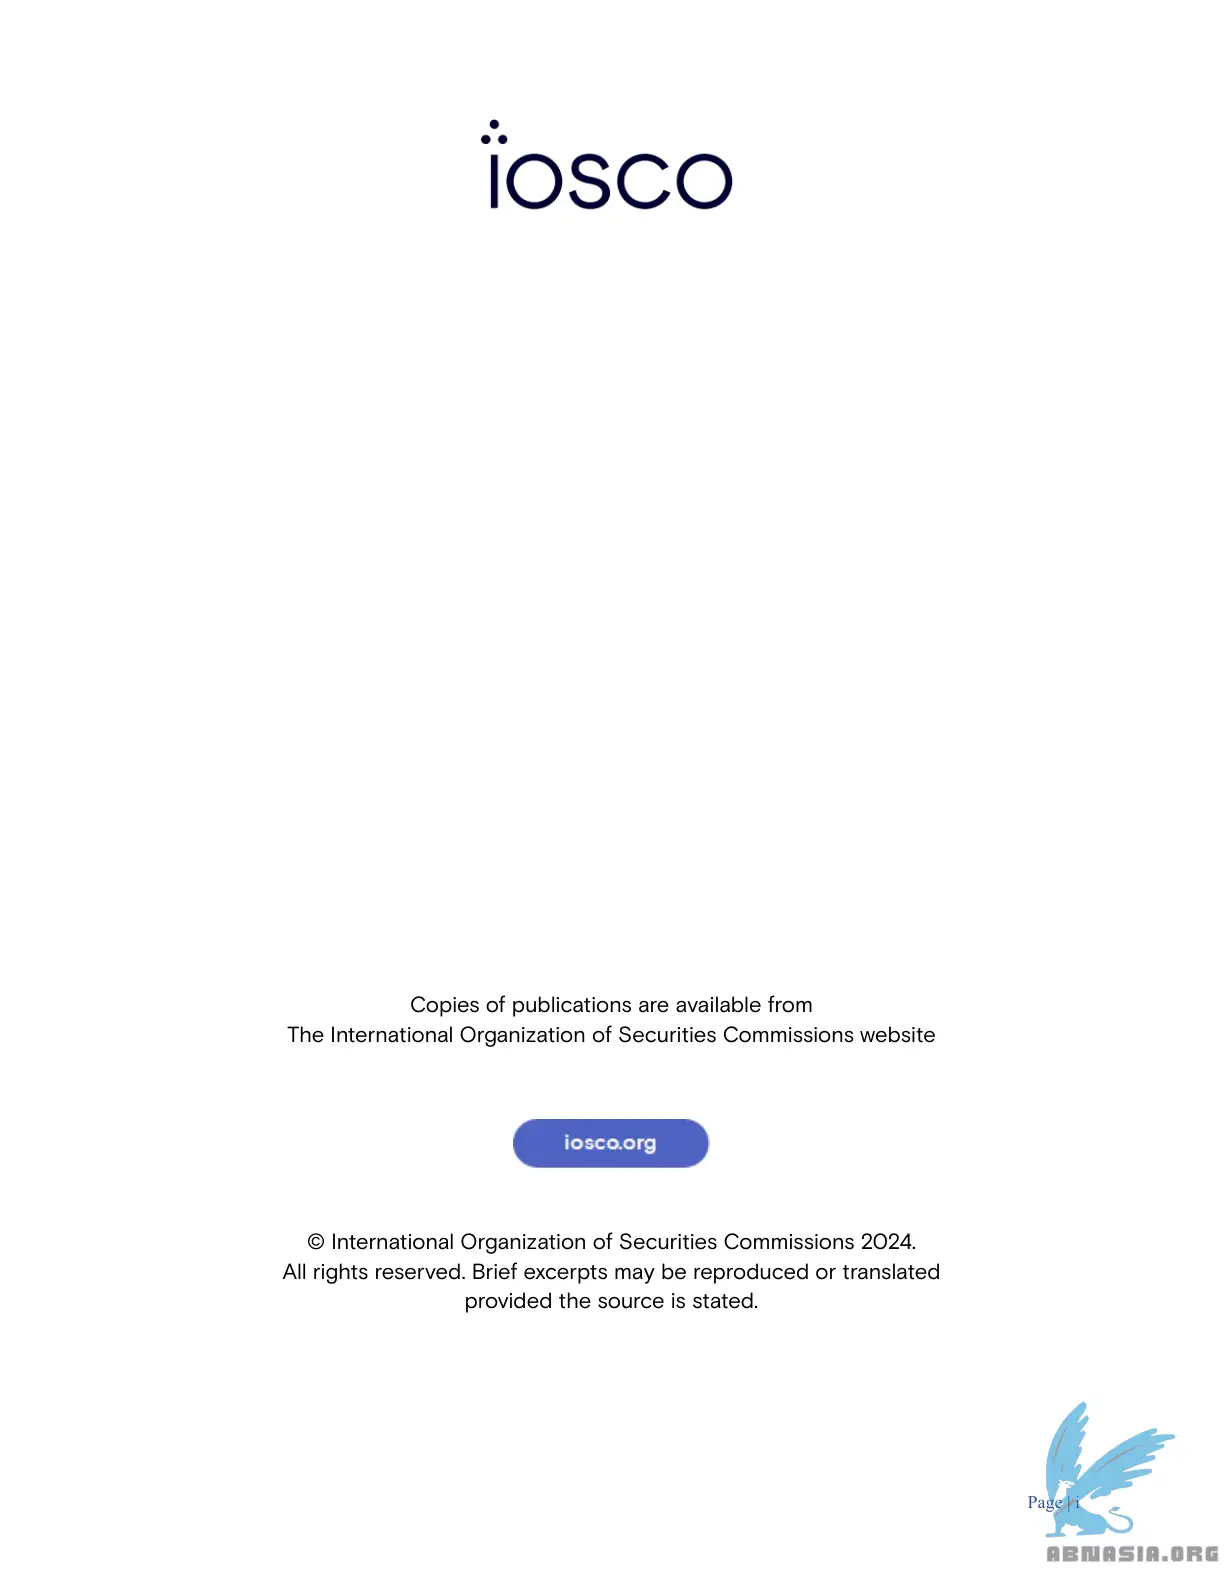 iosco
Copies of publications are available from
The International Organization of Securities Commissions website
iosco.org
© International Organization of Securities Commissions 2024.
All rights reserved. Brief excerpts may be reproduced or translated
provided the source is stated.
Page | i
ABNASIA.ORG